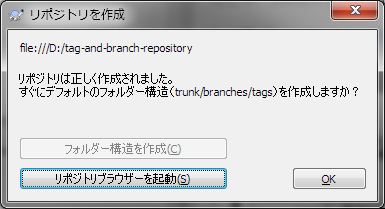 リポジトリを作成
file:///D:/tag-and-branch-repository
リポジトリは正しく作成されました。
すぐにデフォルトのフォルダー構造（trunk/branches/tags）を作成しますか？
フォルダー構造を作成(C)
リポジトリブラウザーを起動(S)
OK